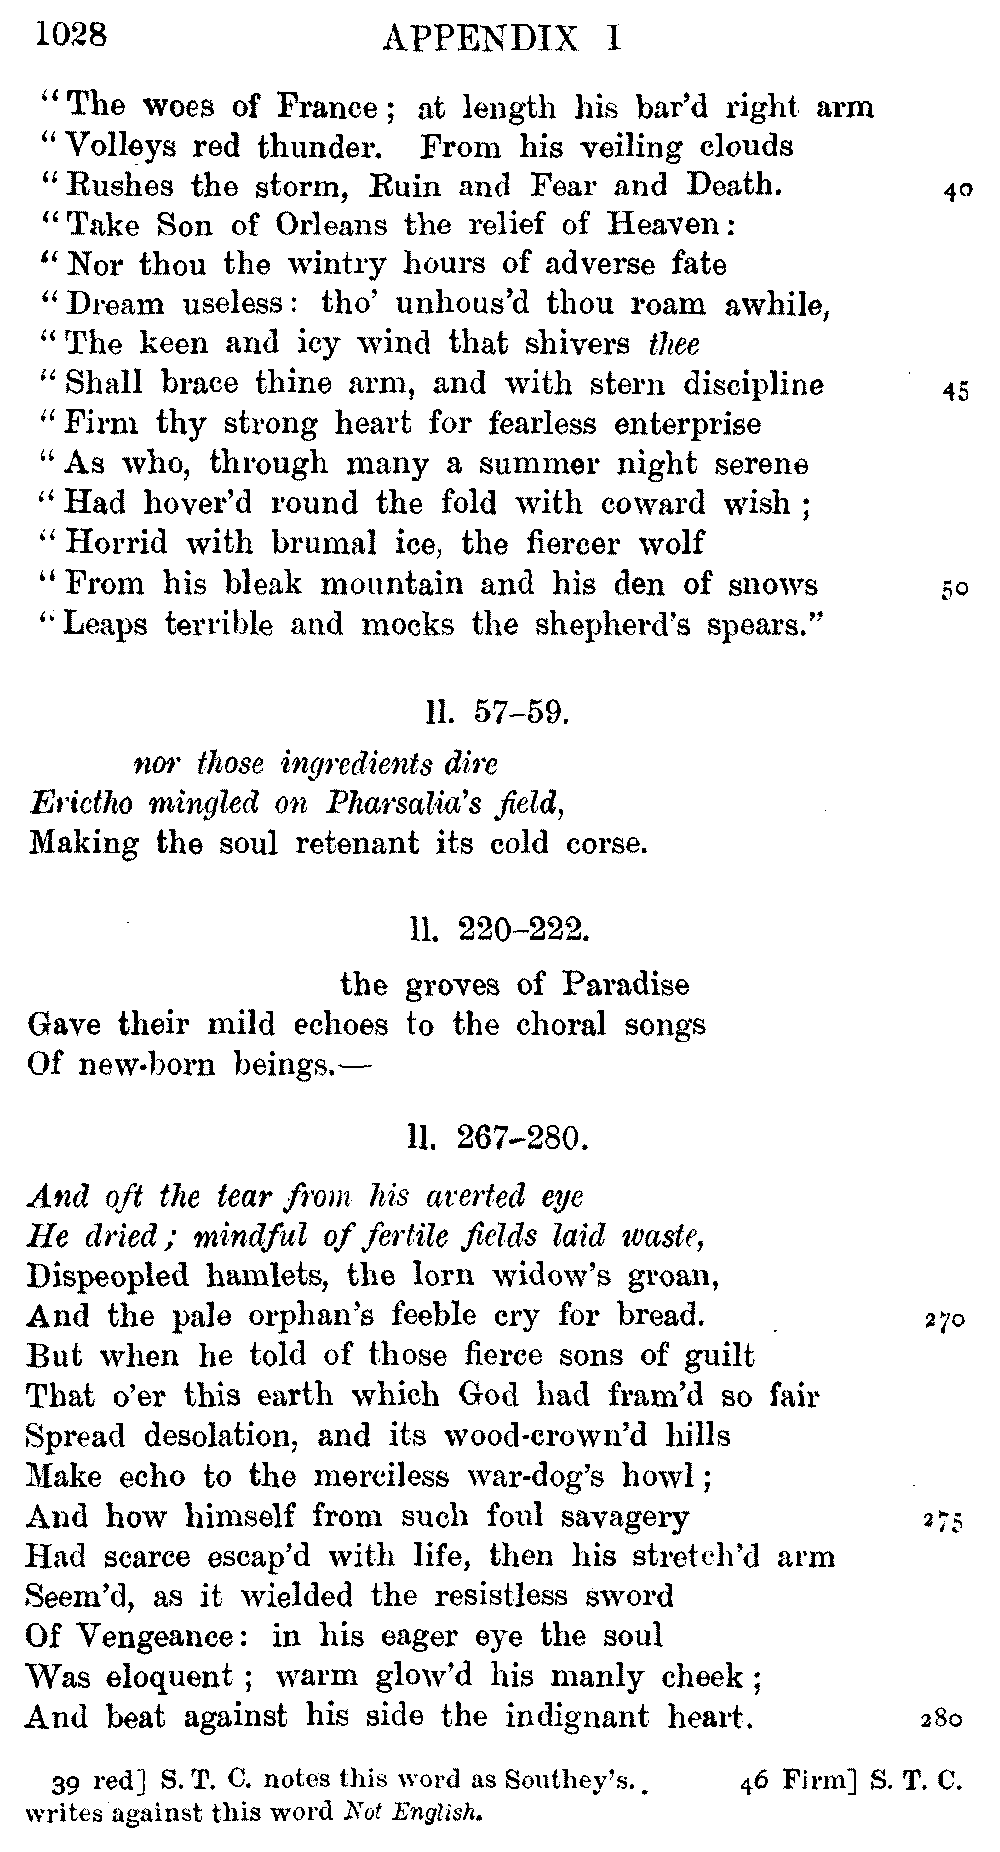 1028 APPENDIX I
“The woes of France; at length his bar’d right arm
“Volleys red thunder. From his veiling clouds
“Rushes the storm, Ruin and Fear and Death. 40
“Take Son of Orleans the relief of Heaven:
“Nor thou the wintry hours of adverse fate
“Dream useless: tho’ unhous’d thou roam awhile,
“The keen and icy wind that shivers thee
“Shall brace thine arm, and with stern discipline 45
“Firm thy strong heart for fearless enterprise
“As who, through many a summer night serene
“Had hover’d round the fold with coward wish;
“Horrid with brumal ice, the fiercer wolf
“From his bleak mountain and his den of snows 50
“Leaps terrible and mocks the shepherd’s spears.”
ll. 57–59.
nor those ingredients dire
Erictho mingled on Pharsalia’s field,
Making the soul retenant its cold corse.
ll. 220–222.
the groves of Paradise
Gave their mild echoes to the choral songs
Of new-born beings.—
ll. 267–280.
And oft the tear from his averted eye
He dried; mindful of fertile fields laid waste,
Dispeopled hamlets, the lorn widow’s groan,
And the pale orphan’s feeble cry for bread. 270
But when he told of those fierce sons of guilt
That o’er this earth which God had fram’d so fair
Spread desolation, and its wood-crown’d hills
Make echo to the merciless war-dog’s howl;
And how himself from such foul savagery 275
Had scarce escap’d with life, then his stretch’d arm
Seem’d, as it wielded the resistless sword
Of Vengeance: in his eager eye the soul
Was eloquent; warm glow’d his manly cheek;
And beat against his side the indignant heart. 280
39 red] S. T. C. notes this word as Southey’s. 46 Firm] S. T. C.
writes against this word Not English.